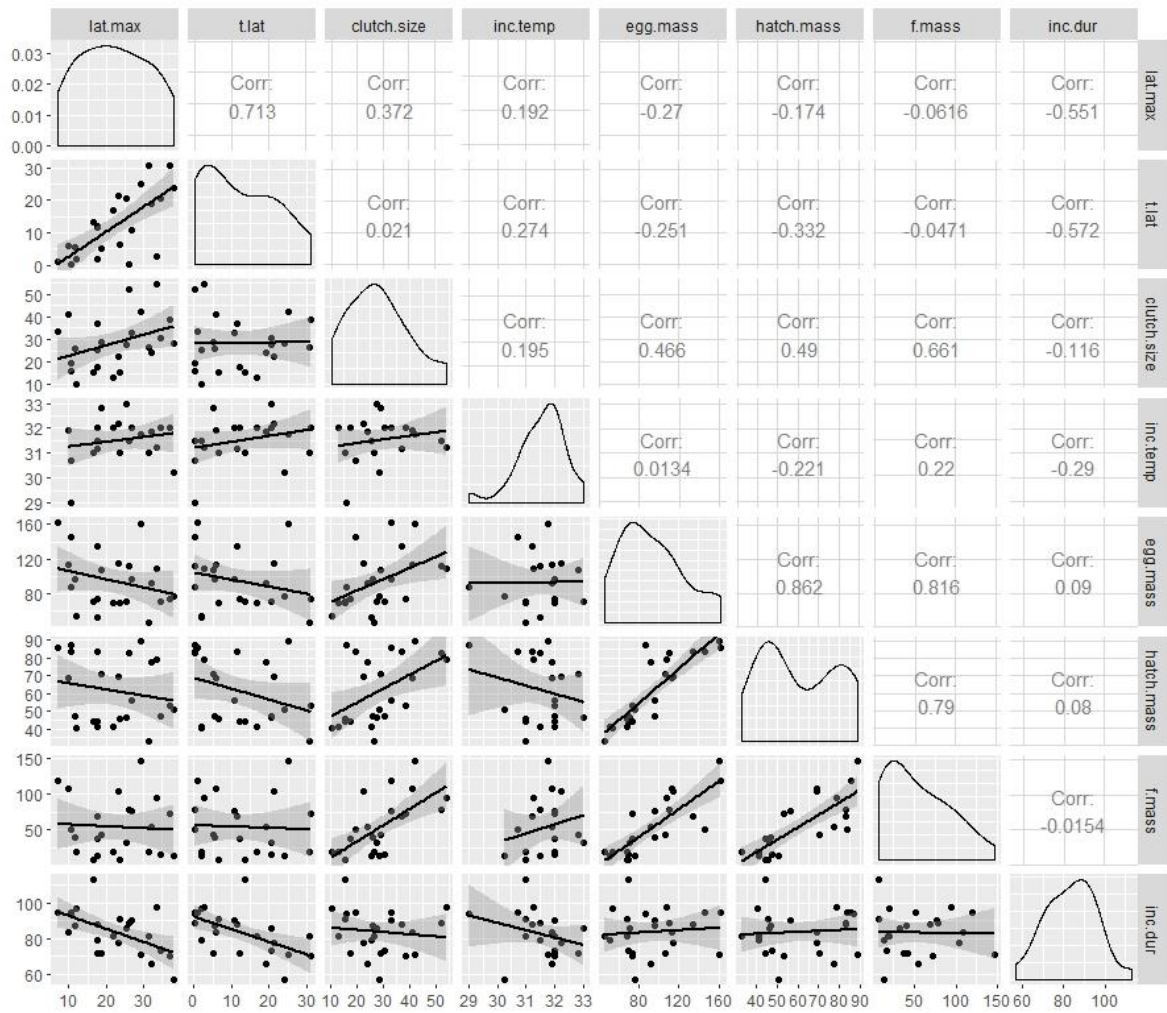 lat.max t.lat clutch.size inc.temp egg.mass hatch.mass f.mass inc.dur
0.03
0.02
0.01
0.00
Corr: Corr: Corr: Corr: Corr: Corr: Corr:
0.713 0.372 0.192 -0.27 -0.174 -0.0616 -0.551
lat.max
30
20
10
0
Corr: Corr: Corr: Corr: Corr: Corr:
0.021 0.274 -0.251 -0.332 -0.0471 -0.572
t.lat
50
40
30
20
10
Corr: Corr: Corr: Corr: Corr:
0.195 0.466 0.49 0.661 -0.116
clutch.size
33
32
31
30
29
Corr: Corr: Corr: Corr:
0.0134 -0.221 0.22 -0.29
inc.temp
160
120
80
Corr: Corr: Corr:
0.862 0.816 0.09
egg.mass
90
80
70
60
50
40
Corr: Corr:
0.79 0.08
hatch.mass
150
100
50
Corr:
-0.0154
f.mass
100
80
60
inc.dur
10 20 30 0 10 20 30 10 20 30 40 50 29 30 31 32 33 80 120 160 40 50 60 70 80 90 50 100 150 60 80 100